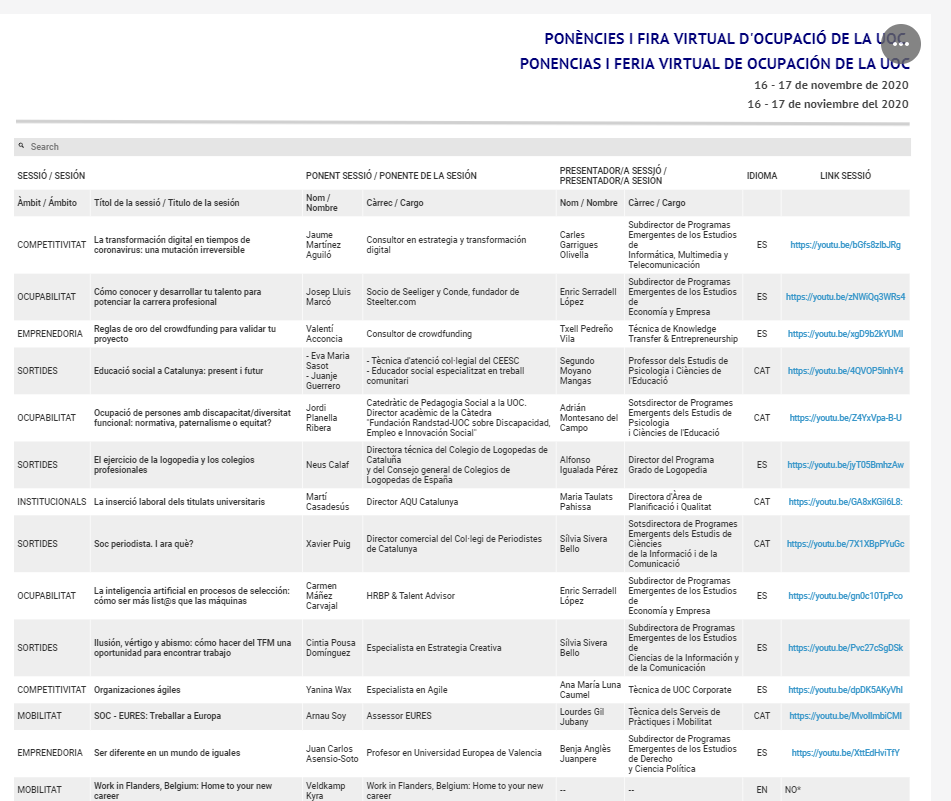 PONÈNCIES I FIRA VIRTUAL D'OCUPACIÓ DE LA UOC
PONENCIAS I FERIA VIRTUAL DE OCUPACIÓN DE LA UOC
16 - 17 de novembre de 2020
16 - 17 de noviembre del 2020
Search
SESSIÓ / SESIÓN
PONENT SESSIÓ / PONENTE DE LA SESIÓN
PRESENTADOR/A SESSJÓ /
PRESENTADOR/A SESIÓN
IDIOMA
LINK SESSIÓ
Àmbit / Ámbito
Títol de la sessió / Titulo de la sesión
Nom /
Nombre
Càrrec / Cargo
Nom / Nombre
Càrrec / Cargo
COMPETITIVITAT
La transformación digital en tiempos de
coronavirus: una mutación irreversible
Jaume
Martínez
Aguiló
Consultor en estrategia y transformación
digital
Carles
Garrigues
Olivella
Subdirector de Programas
Emergentes de los Estudios
de
Informática, Multimedia y
Telecomunicación
ES
https://youtu.be/bGfs8zIbJRg
OCUPABILITAT
Cómo conocer y desarrollar tu talento para
potenciar la carrera profesional
Josep Lluis
Marcó
Socio de Seeliger y Conde, fundador de
Steelter.com
Enric Serradell
López
Subdirector de Programas
Emergentes de los Estudios
de
Economía y Empresa
ES
https://youtu.be/zNWiQq3WRs4
EMPRENEDORIA
Reglas de oro del crowdfunding para validar tu
proyecto
Valentí
Acconcia
Consultor de crowdfunding
Txell Pedreño
Vila
Técnica de Knowledge
Transfer & Entrepreneurship
ES
https://youtu.be/xgD9b2kYUMI
SORTIDES
Educació social a Catalunya: present i futur
- Eva Maria
Sasot
- Juanje
Guerrero
- Tècnica d'atenció col·legial del CEESC
- Educador social especialitzat en treball
comunitari
Segundo
Moyano
Mangas
Professor dels Estudis de
Psicologia i Ciències de
l'Educació
CAT
https://youtu.be/4QVOP5InhY4
OCUPABILITAT
Ocupació de persones amb discapacitat/diversitat
funcional: normativa, paternalisme o equitat?
Jordi
Planella
Ribera
Catedràtic de Pedagogia Social a la UOC.
Director acadèmic de la Càtedra
"Fundación Randstad-UOC sobre Discapacidad,
Empleo e Innovación Social"
Adrián
Montesano del
Campo
Sotsdirector de Programes
Emergents dels Estudis de
Psicologia
i Ciències de l'Educació
CAT
https://youtu.be/Z4YxVpa-B-U
SORTIDES
El ejercicio de la logopedia y los colegios
profesionales
Neus Calaf
Directora técnica del Colegio de Logopedas de
Cataluña
y del Consejo general de Colegios de
Logopedas de España
Alfonso
Igualada Pérez
Director del Programa
Grado de Logopedia
ES
https://youtu.be/jyT05BmhzAw
INSTITUCIONALS
La inserció laboral dels titulats universitaris
Martí
Casadesús
Director AQU Catalunya
Maria Taulats
Pahissa
Directora d'Àrea de
Planificació i Qualitat
CAT
https://youtu.be/GA8xKGil6L8:
SORTIDES
Soc periodista. I ara què?
Xavier Puig
Director comercial del Col·legi de Periodistes
de Catalunya
Sílvia Sivera
Bello
Sotsdirectora de Programes
Emergents dels Estudis de
Ciències
de la Informació i de la
Comunicació
CAT
https://youtu.be/7X1XBpPYuGc
OCUPABILITAT
La inteligencia artificial en procesos de selección:
cómo ser más list@s que las máquinas
Carmen
Máñez
Carvajal
HRBP & Talent Advisor
Enric Serradell
López
Subdirector de Programas
Emergentes de los Estudios
de
Economía y Empresa
ES
https://youtu.be/gn0c10TpPco
SORTIDES
Ilusión, vértigo y abismo: cómo hacer del TFM una
oportunidad para encontrar trabajo
Cintia Pousa
Domínguez
Especialista en Estrategia Creativa
Sílvia Sivera
Bello
Subdirectora de Programas
Emergentes de los Estudios
de
Ciencias de la Información y
de la Comunicación
ES
https://youtu.be/Pvc27cSgDSk
COMPETITIVITAT
Organizaciones ágiles
Yanina Wax
Especialista en Agile
Ana María Luna
Caumel
Tècnica de UOC Corporate
ES
https://youtu.be/dpDK5AKyVhI
MOBILITAT
SOC - EURES: Treballar a Europa
Arnau Soy
Assessor EURES
Lourdes Gil
Jubany
Tècnica dels Serveis de
Pràctiques i Mobilitat
CAT
https://youtu.be/MvoIlmbiCMI
EMPRENEDORIA
Ser diferente en un mundo de iguales
Juan Carlos
Asensio-Soto
Profesor en Universidad Europea de Valencia
Benja Anglès
Juanpere
Subdirector de Programas
Emergentes de los Estudios
de Derecho
y Ciencia Política
ES
https://youtu.be/XttEdHviTfY
MOBILITAT
Work in Flanders, Belgium: Home to your new
career
Veldkamp
Kyra
Work in Flanders, Belgium: Home to your new
career
--
--
EN
NO*